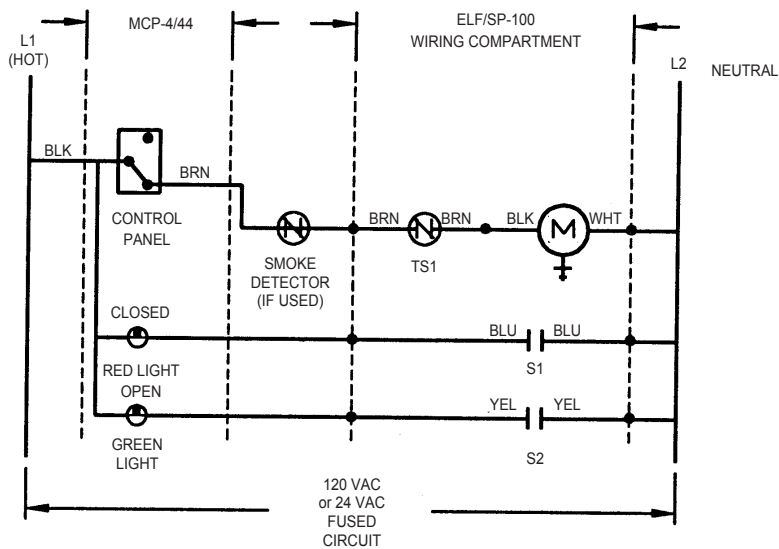 MCP-4/44
ELF/SP-100
WIRING COMPARTMENT
L1
(HOT)
L2
NEUTRAL
BLK
BRN
CONTROL
PANEL
BRN
BRN
BLK
M
WHT
TS1
SMOKE
DETECTOR
(IF USED)
CLOSED
RED LIGHT
BLU
BLU
S1
OPEN
GREEN
LIGHT
YEL
YEL
S2
120 VAC
or 24 VAC
FUSED
CIRCUIT